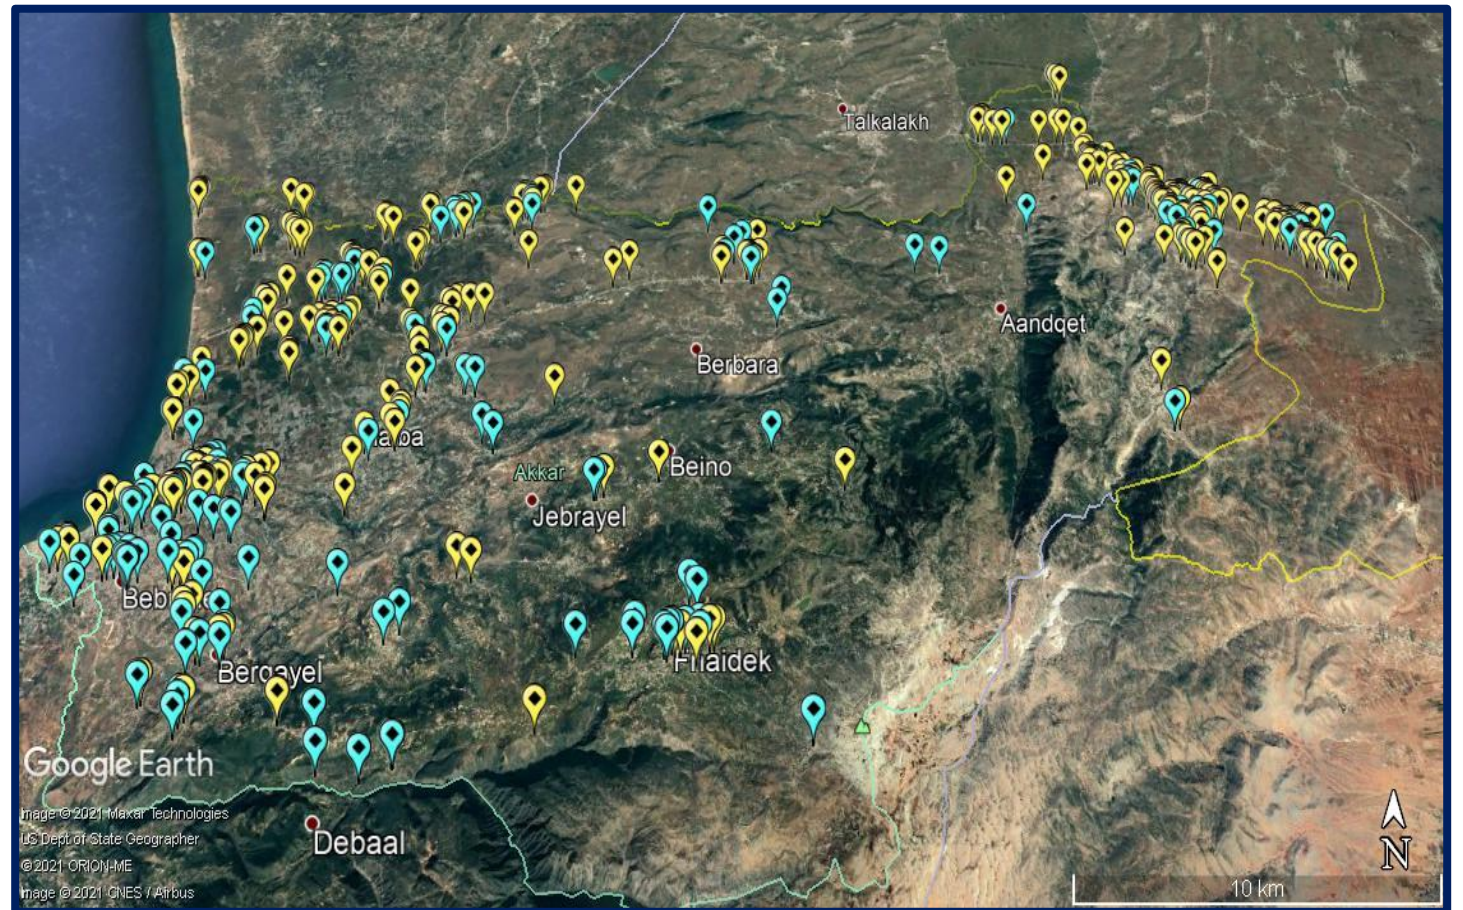 Talkalakh
Aandqet
Berbara
Akkar
Beino
Jebrayel
Bergayel
Fnaidek
Google Earth
Image © 2021 Maxar Technologies
US Dept of State Geographer
© 2021 ORION-ME
Image © 2021 CNES / Airbus
Debaal
N
10 km